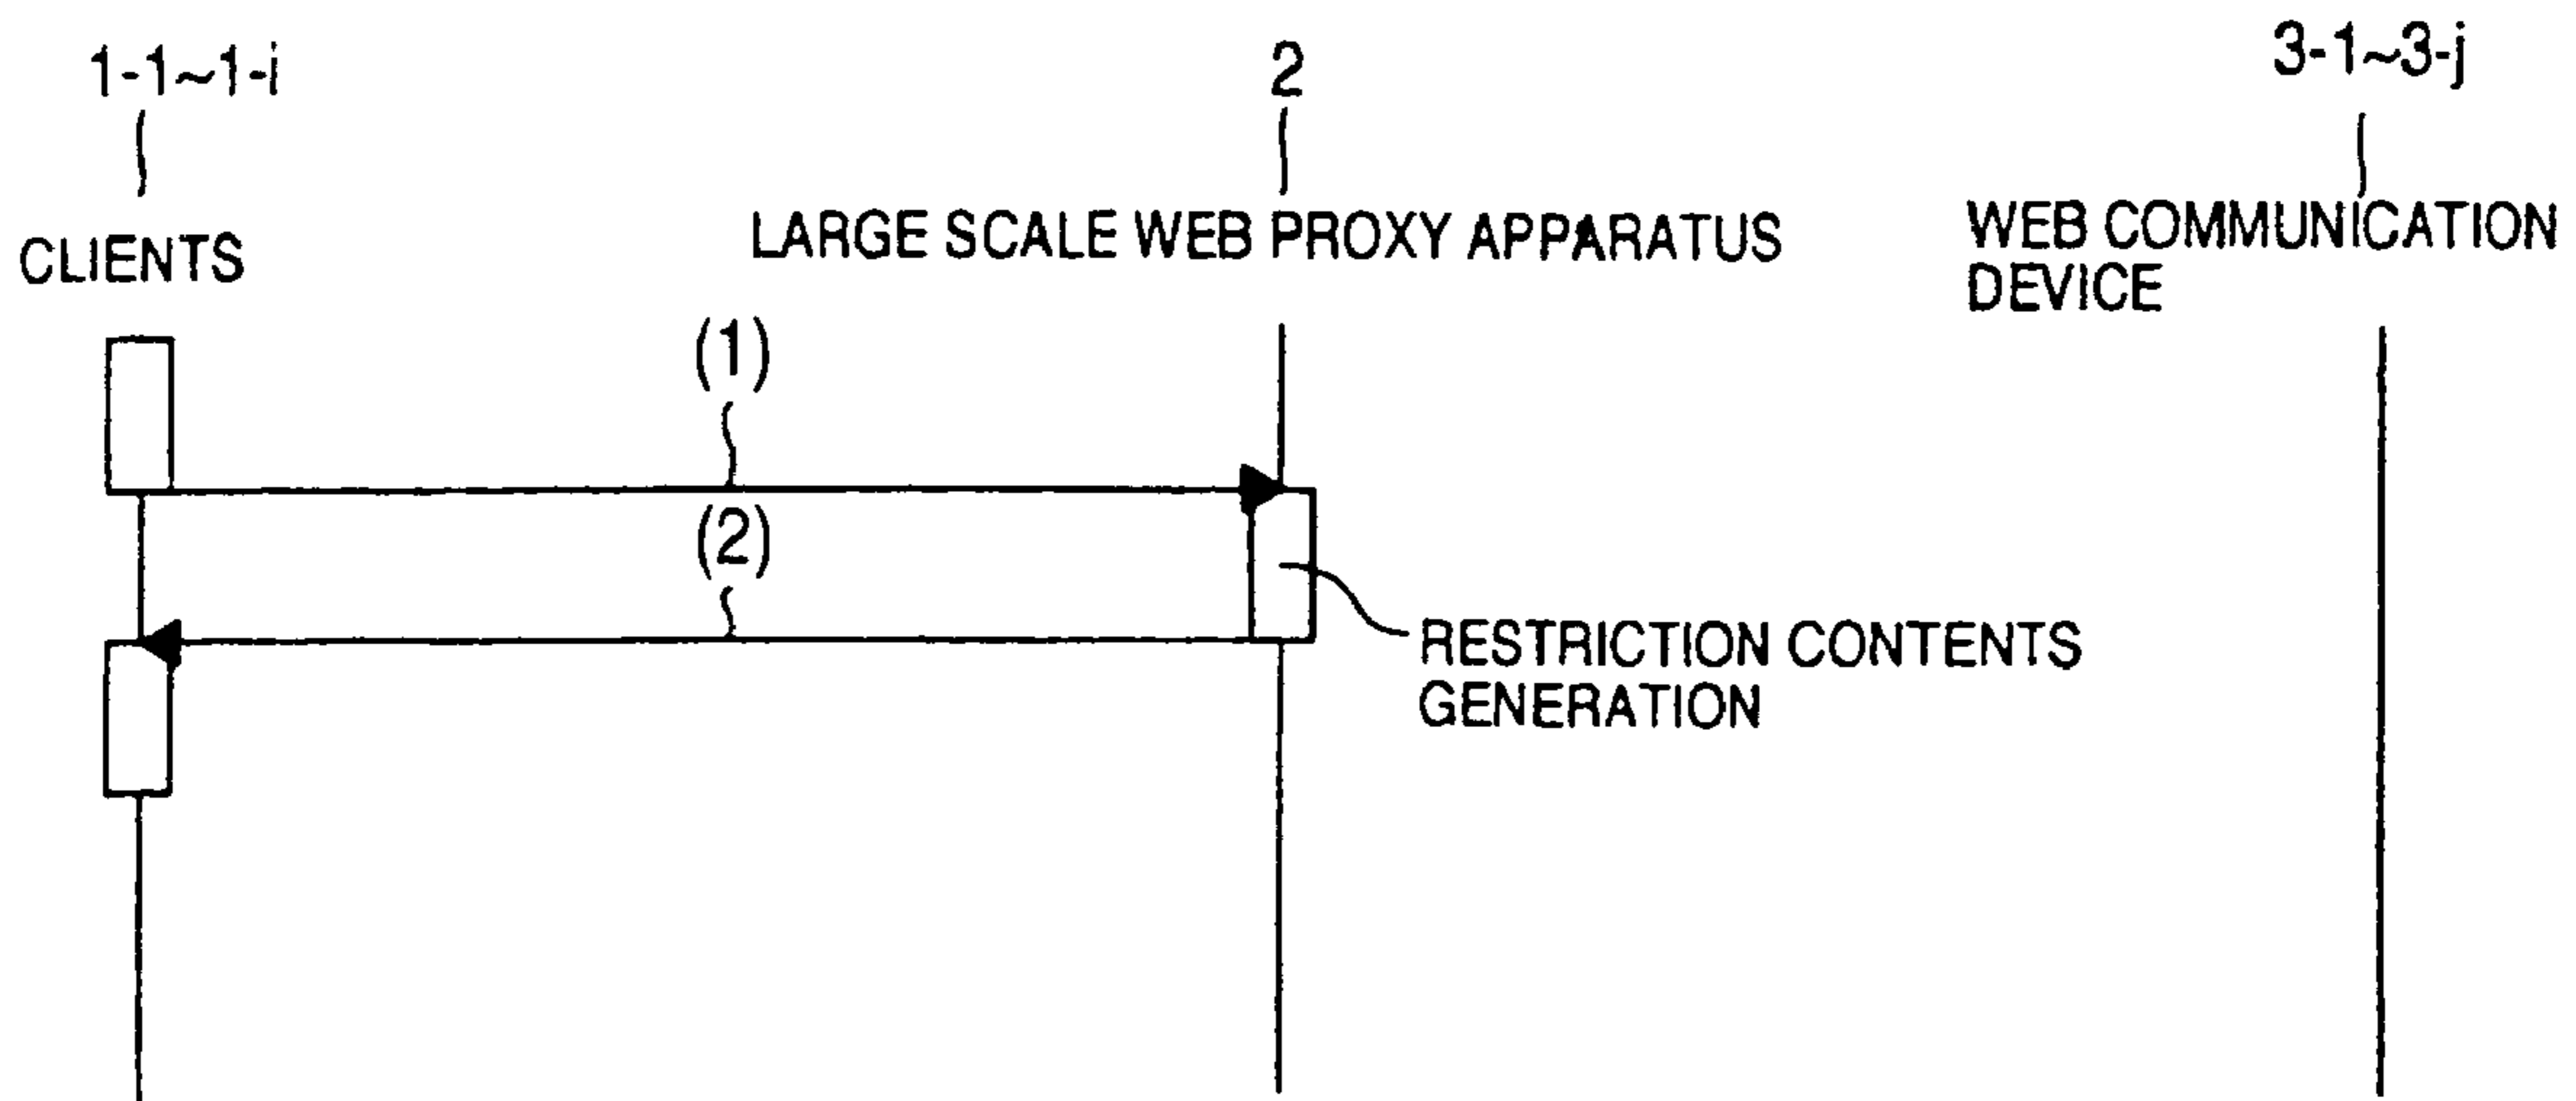 1-1~1-i
2
3-1~3-j
CLIENTS
LARGE SCALE WEB PROXY APPARATUS
WEB COMMUNICATION
DEVICE
(1)
(2)
RESTRICTION CONTENTS
GENERATION